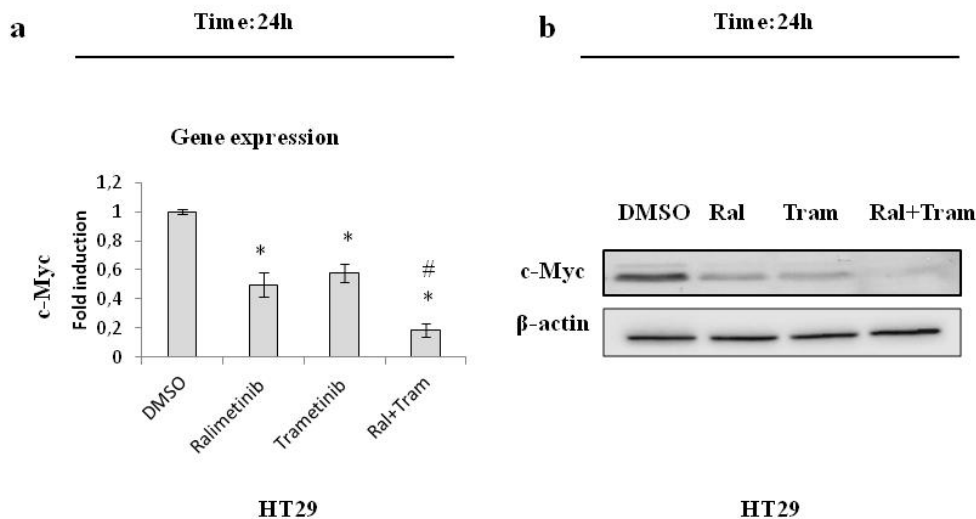 a
Time:24h
Gene expression
c-Myc
Fold induction
1,2
1
0,8
0,6
0,4
0,2
0
*
*
#
*
DMSO
Ralimetinib
Trametinib
Ral+Tram
HT29
b
Time:24h
DMSO Ral Tram Ral+Tram
c-Myc
β-actin
HT29